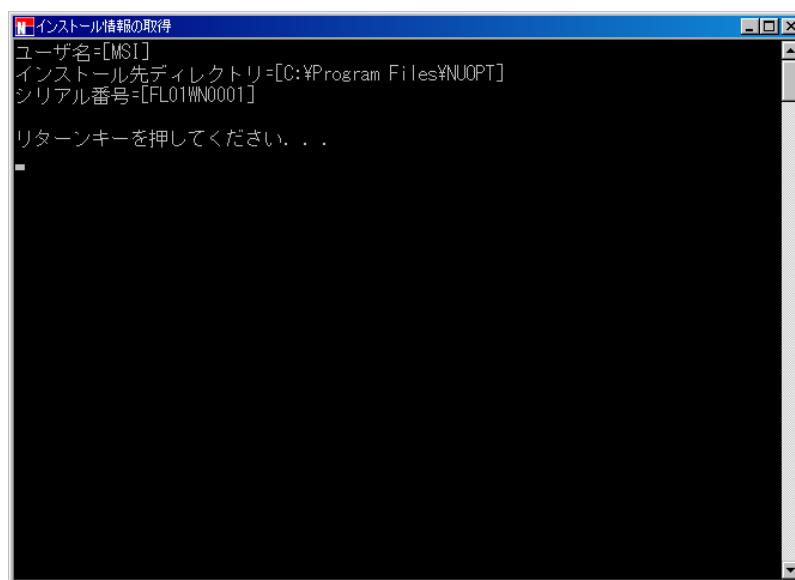 インストール情報の取得
ユーザ名=[MSI]
インストール先ディレクトリ=[C:¥Program Files¥NUOPT]
シリアル番号=[FL01WN0001]
リターンキーを押してください．．．